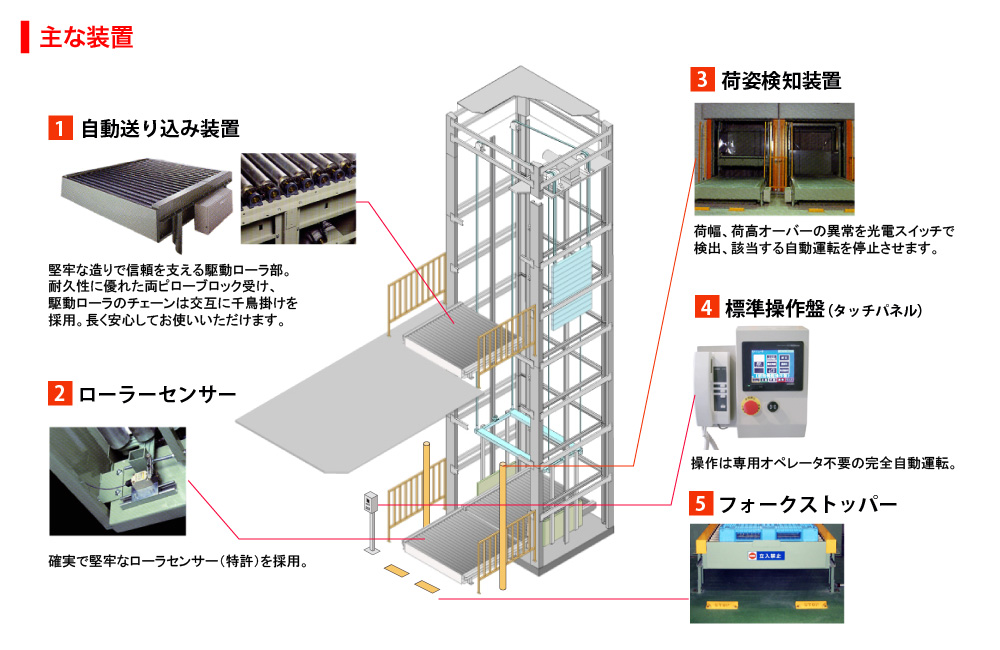 主な装置
1 自動送り込み装置
堅牢な造りで信頼を支える駆動ローラ部。
耐久性に優れた両ピローブロック受け、
駆動ローラのチェーンは交互に千鳥掛けを
採用。長く安心してお使いいただけます。
2 ローラーセンサー
確実で堅牢なローラセンサー（特許）を採用。
3 荷姿検知装置
荷幅、荷高オーバーの異常を光電スイッチで
検出、該当する自動運転を停止させます。
4 標準操作盤（タッチパネル）
操作は専用オペレータ不要の完全自動運転。
5 フォークストッパー
立入禁止